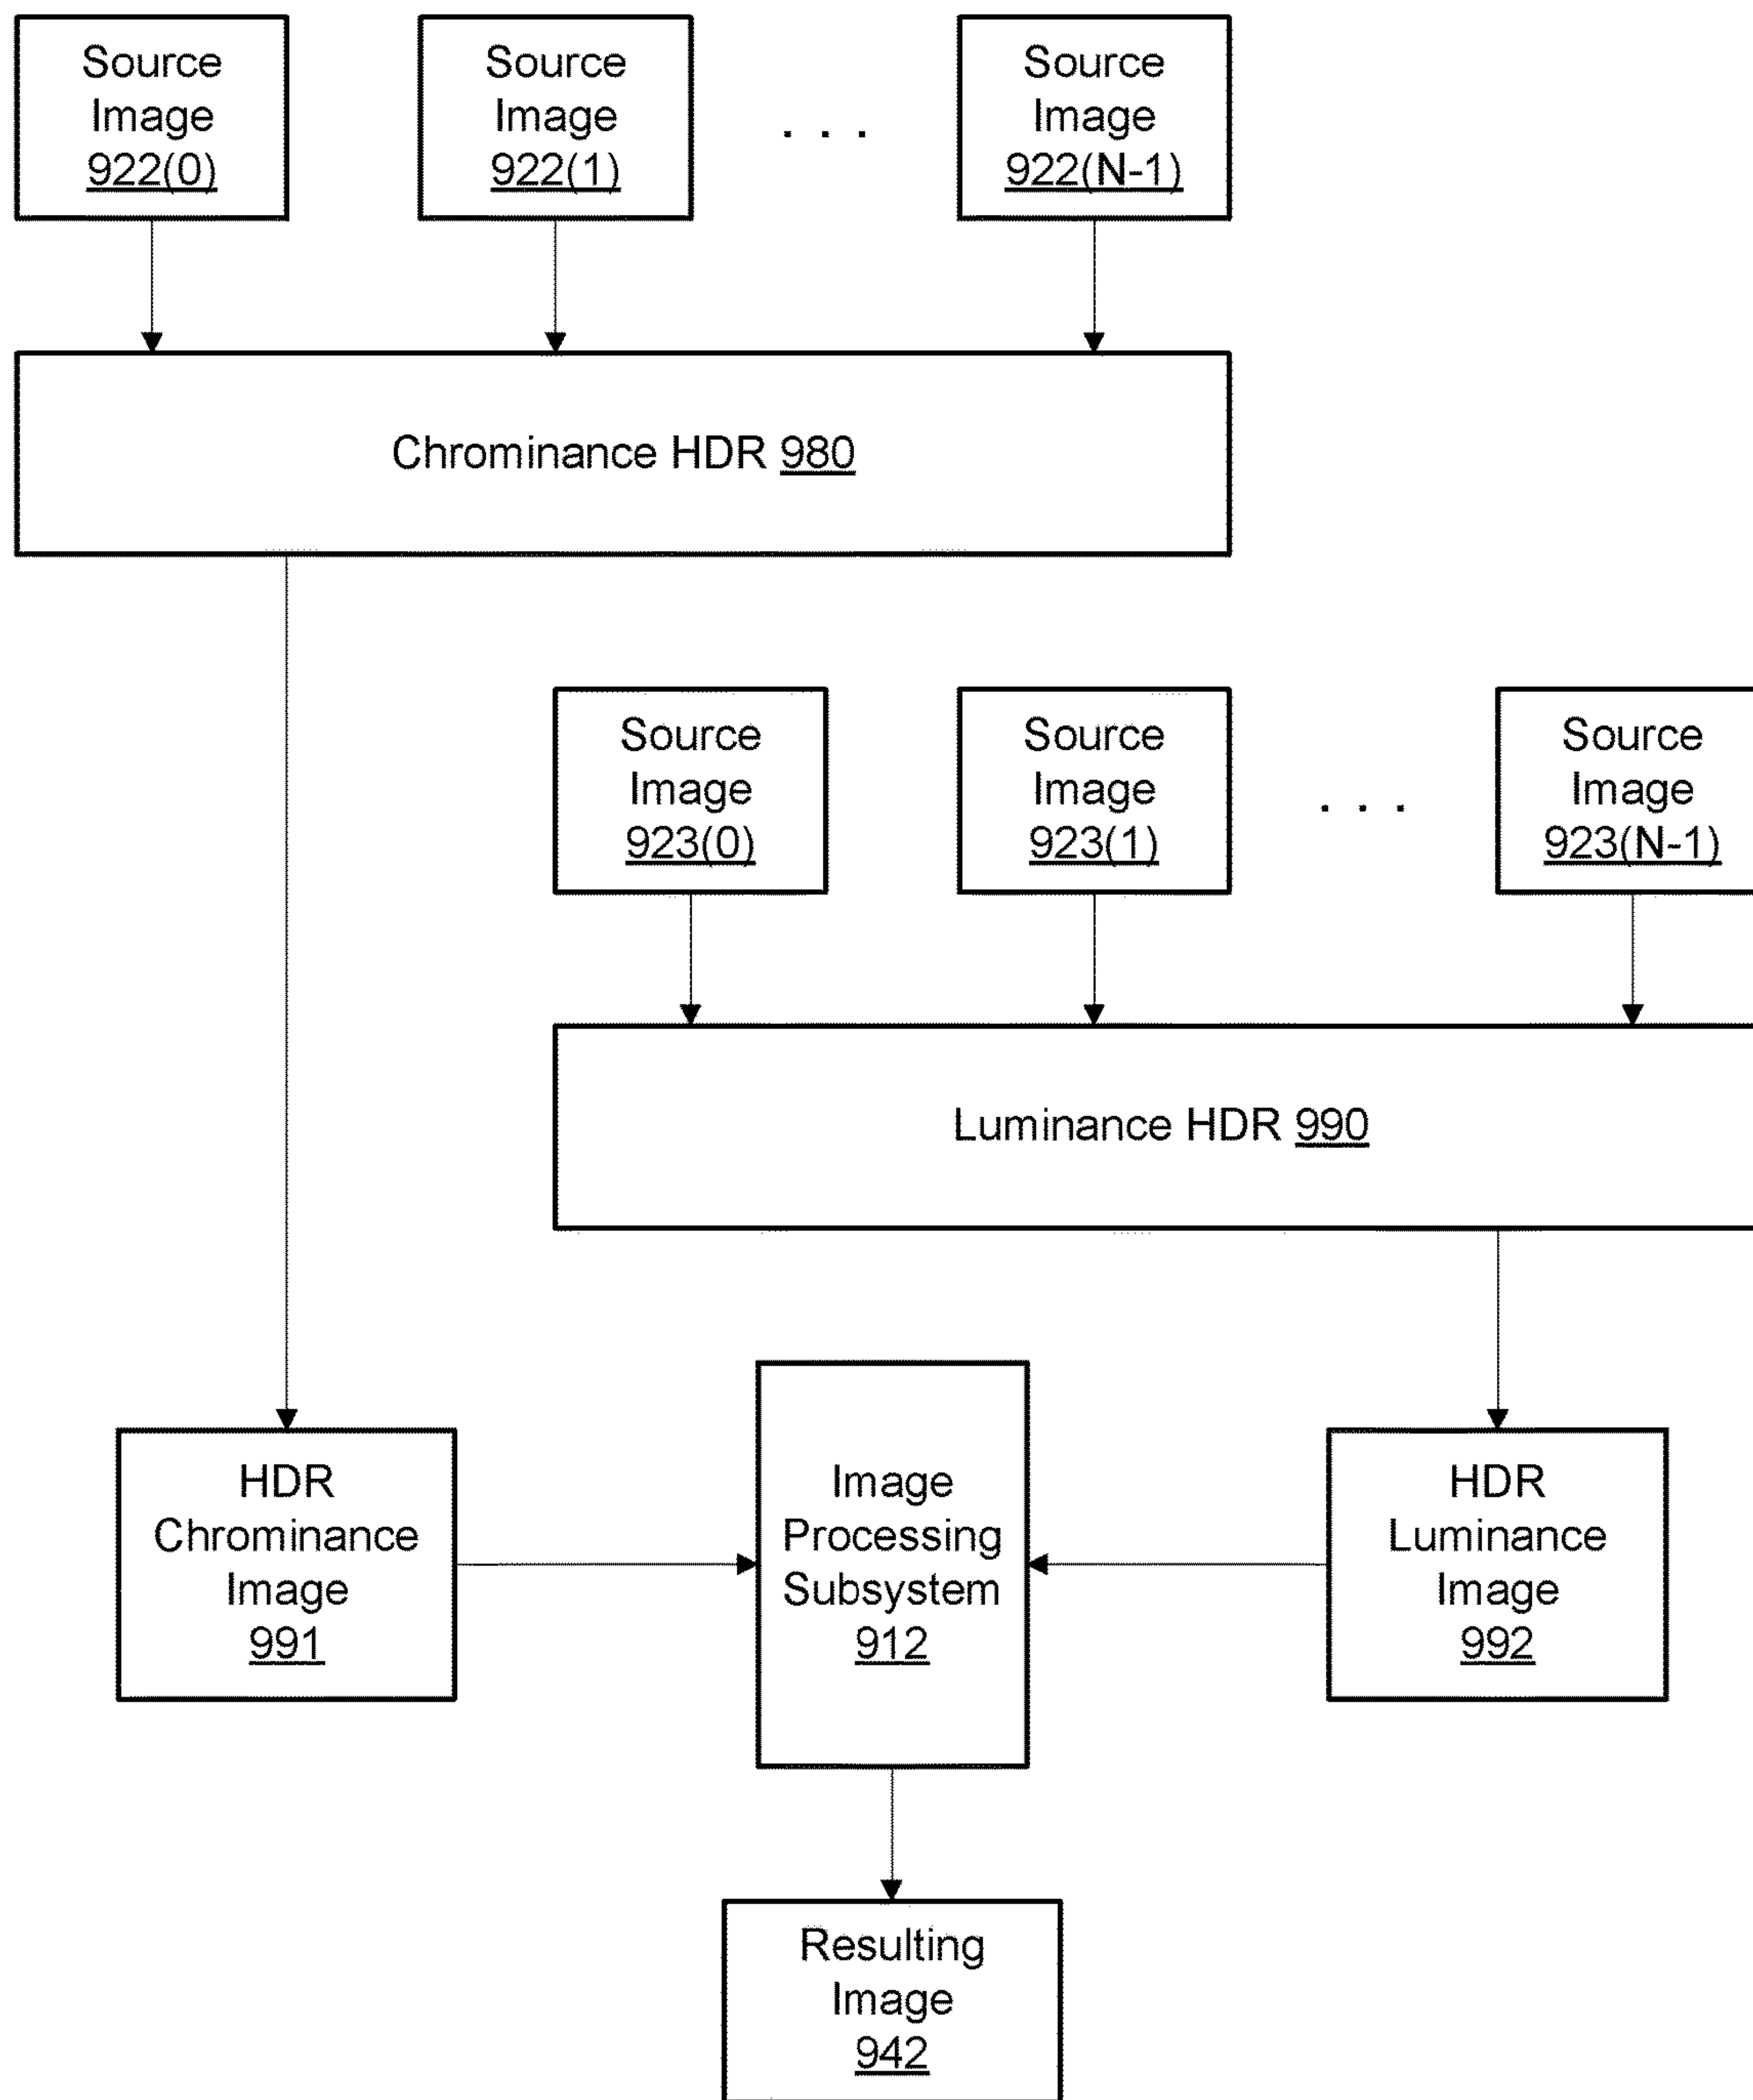 Source
Image
922(0)
Source
Image
922(1)
. . .
Source
Image
922(N-1)
Chrominance HDR 980
Source
Image
923(0)
Source
Image
923(1)
. . .
Source
Image
923(N-1)
Luminance HDR 990
HDR
Chrominance
Image
991
Image
Processing
Subsystem
912
HDR
Luminance
Image
992
Resulting
Image
942